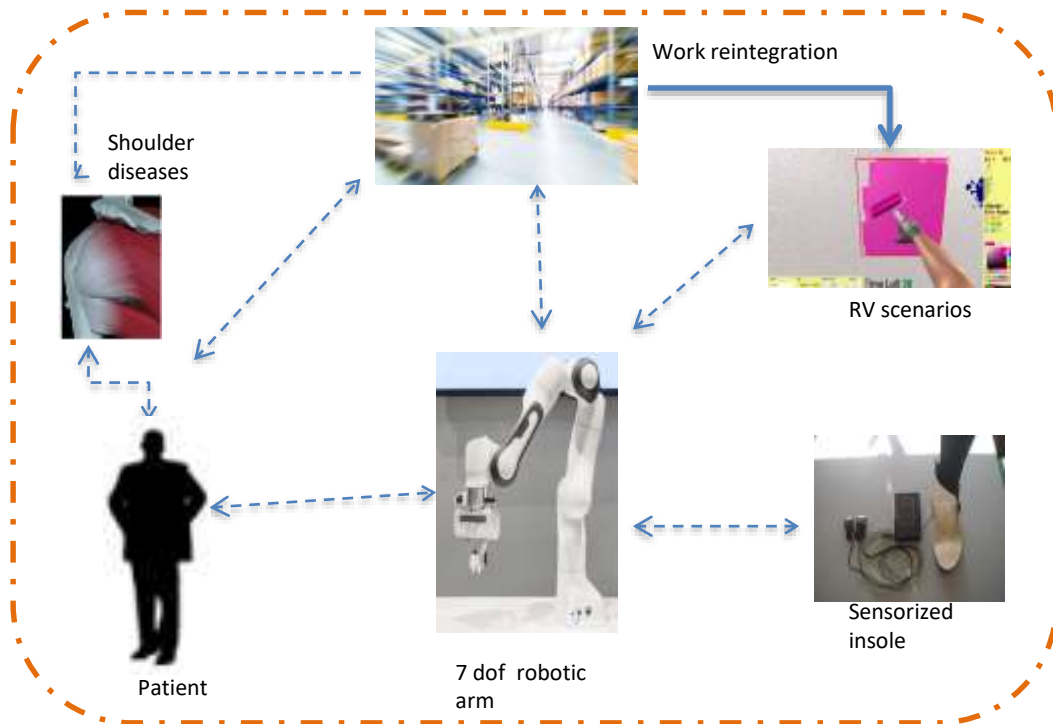 Work reintegration
Shoulder
diseases
RV scenarios
Sensorized
insole
7 dof  robotic
arm
Patient